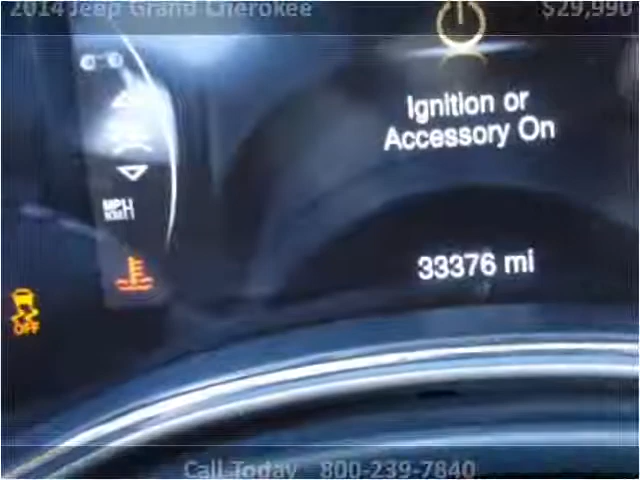 2014 Jeep Grand Cherokee $29,990
Ignition or
Accessory On
MPH
33376 mi
OFF
Call Today 800-239-7840